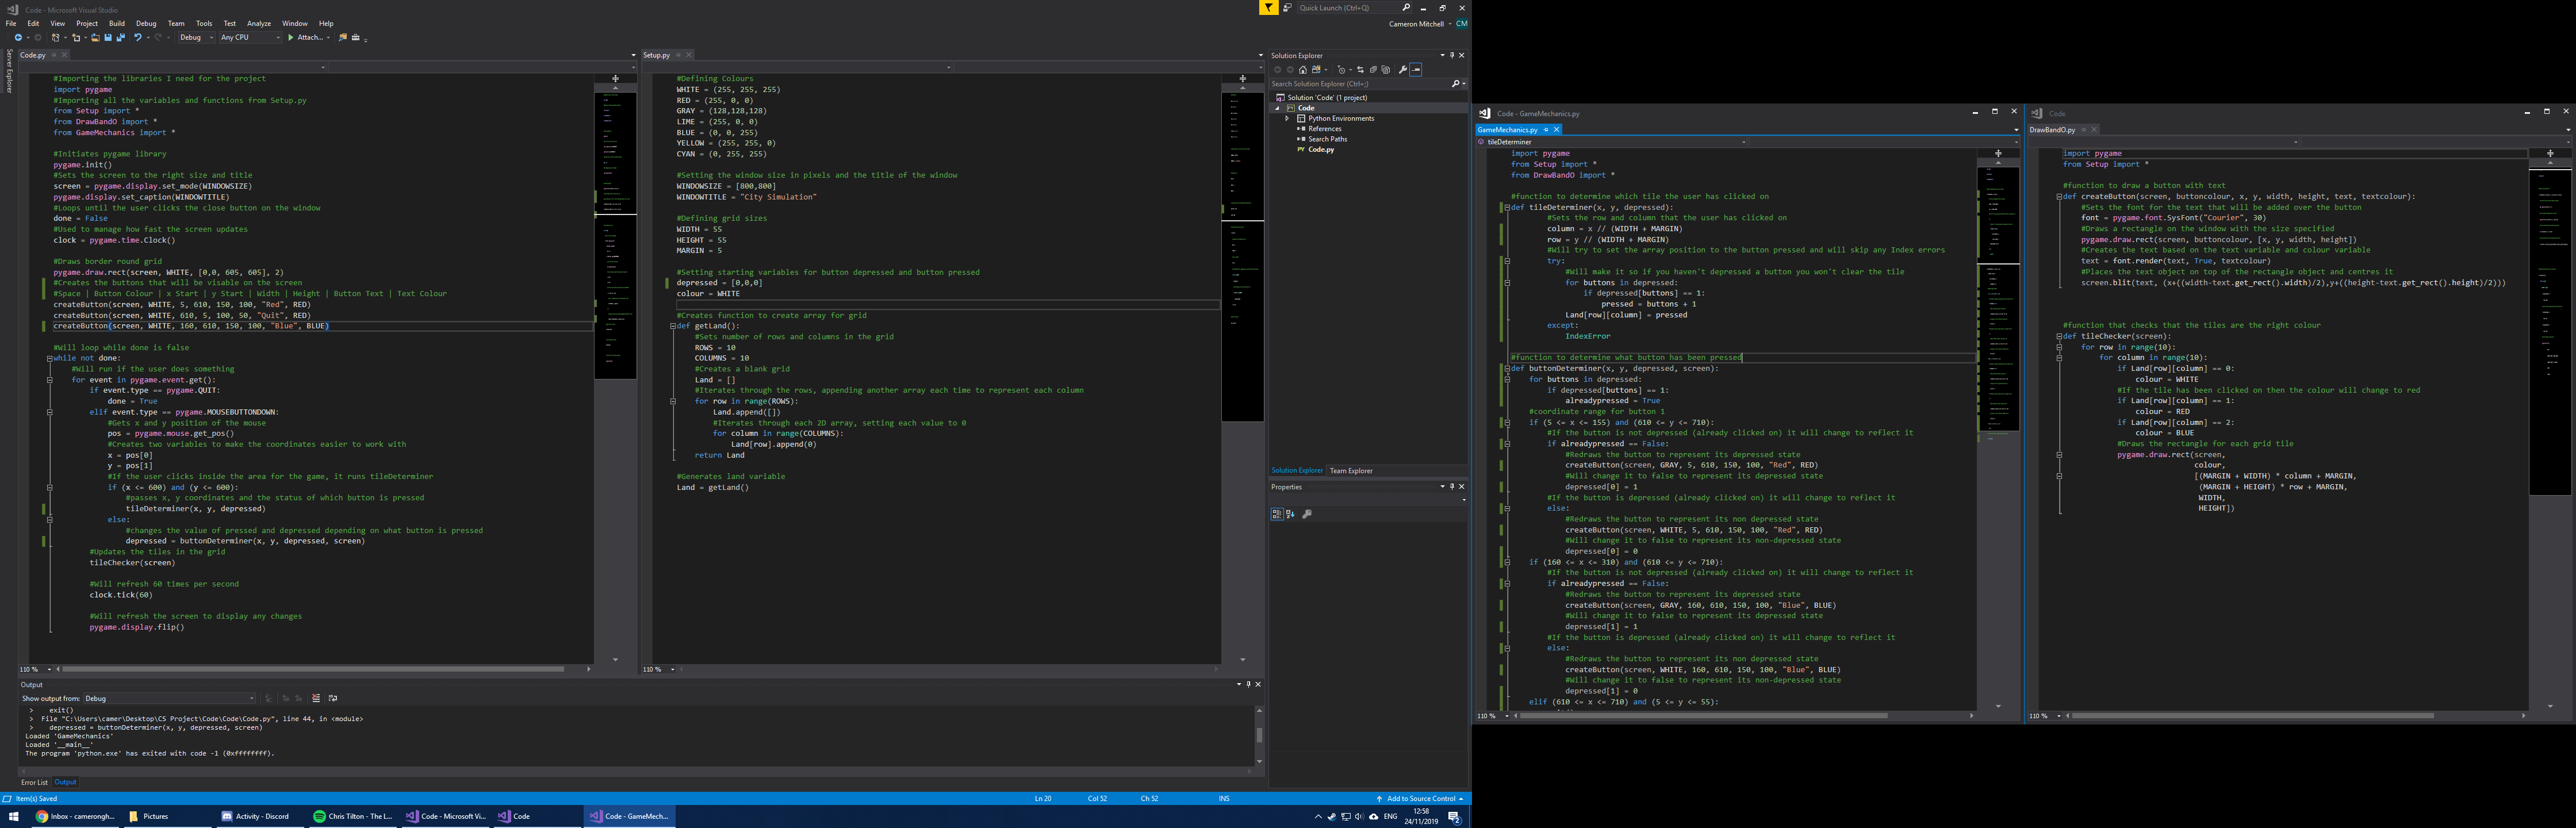 Code - Microsoft Visual Studio
Quick Launch (Ctrl+Q)
File Edit View Project Build Debug Team Tools Test Analyze Window Help
Cameron Mitchell CM
Debug Any CPU Attach...
Server Explorer
Code.py
#Importing the libraries I need for the project
import pygame
#Importing all the variables and functions from Setup.py
from Setup import *
from DrawBandO import *
from GameMechanics import *
#Initiates pygame library
pygame.init()
#Sets the screen to the right size and title
screen = pygame.display.set_mode(WINDOWSIZE)
pygame.display.set_caption(WINDOWTITLE)
#Loops until the user clicks the close button on the window
done = False
#Used to manage how fast the screen updates
clock = pygame.time.Clock()
#Draws border round grid
pygame.draw.rect(screen, WHITE, [0,0, 605, 605], 2)
#Creates the buttons that will be visable on the screen
#Space | Button Colour | x Start | y Start | Width | Height | Button Text | Text Colour
createButton(screen, WHITE, 5, 610, 150, 100, "Red", RED)
createButton(screen, WHITE, 610, 5, 100, 50, "Quit", RED)
createButton(screen, WHITE, 160, 610, 150, 100, "Blue", BLUE)
#Will loop while done is false
while not done:
#Will run if the user does something
for event in pygame.event.get():
if event.type == pygame.QUIT:
done = True
elif event.type == pygame.MOUSEBUTTONDOWN:
#Gets x and y position of the mouse
pos = pygame.mouse.get_pos()
#Creates two variables to make the coordinates easier to work with
x = pos[0]
y = pos[1]
#If the user clicks inside the area for the game, it runs tileDeterminer
if (x <= 600) and (y <= 600):
#passes x, y coordinates and the status of which button is pressed
tileDeterminer(x, y, depressed)
else:
#changes the value of pressed and depressed depending on what button is pressed
depressed = buttonDeterminer(x, y, depressed, screen)
#Updates the tiles in the grid
tileChecker(screen)
#Will refresh 60 times per second
clock.tick(60)
#Will refresh the screen to display any changes
pygame.display.flip()
110 %
Setup.py
#Defining Colours
WHITE = (255, 255, 255)
RED = (255, 0, 0)
GRAY = (128,128,128)
LIME = (255, 0, 0)
BLUE = (0, 0, 255)
YELLOW = (255, 255, 0)
CYAN = (0, 255, 255)
#Setting the window size in pixels and the title of the window
WINDOWSIZE = [800,800]
WINDOWTITLE = "City Simulation"
#Defining grid sizes
WIDTH = 55
HEIGHT = 55
MARGIN = 5
#Setting starting variables for button depressed and button pressed
depressed = [0,0,0]
colour = WHITE
#Creates function to create array for grid
def getLand():
#Sets number of rows and columns in the grid
ROWS = 10
COLUMNS = 10
#Creates a blank grid
Land = []
#Iterates through the rows, appending another array each time to represent each column
for row in range(ROWS):
Land.append([])
#Iterates through each 2D array, setting each value to 0
for column in range(COLUMNS):
Land[row].append(0)
return Land
#Generates land variable
Land = getLand()
110 %
Solution Explorer
Search Solution Explorer (Ctrl+;)
Solution 'Code' (1 project)
Code
Python Environments
References
Search Paths
Code.py
Solution Explorer Team Explorer
Properties
Output
Show output from: Debug
> exit()
> File "C:\Users\camer\Desktop\CS Project\Code\Code\Code.py", line 44, in <module>
> depressed = buttonDeterminer(x, y, depressed, screen)
Loaded 'GameMechanics'
Loaded '__main__'
The program 'python.exe' has exited with code -1 (0xffffffff).
Error List Output
Item(s) Saved
Ln 20 Col 52 Ch 52 INS
Add to Source Control
Inbox - camerongh...
Pictures
Activity - Discord
Chris Tilton - The L...
Code - Microsoft Vi...
Code
Code - GameMech...
ENG
12:58
24/11/2019
2
Code - GameMechanics.py
GameMechanics.py
tileDeterminer
import pygame
from Setup import *
from DrawBandO import *
#function to determine which tile the user has clicked on
def tileDeterminer(x, y, depressed):
#Sets the row and column that the user has clicked on
column = x // (WIDTH + MARGIN)
row = y // (WIDTH + MARGIN)
#Will try to set the array position to the button pressed and will skip any Index errors
try:
#Will make it so if you haven't depressed a button you won't clear the tile
for buttons in depressed:
if depressed[buttons] == 1:
pressed = buttons + 1
Land[row][column] = pressed
except:
IndexError
#function to determine what button has been pressed
def buttonDeterminer(x, y, depressed, screen):
for buttons in depressed:
if depressed[buttons] == 1:
alreadypressed = True
#coordinate range for button 1
if (5 <= x <= 155) and (610 <= y <= 710):
#If the button is not depressed (already clicked on) it will change to reflect it
if alreadypressed == False:
#Redraws the button to represent its depressed state
createButton(screen, GRAY, 5, 610, 150, 100, "Red", RED)
#Will change it to false to represent its depressed state
depressed[0] = 1
#If the button is depressed (already clicked on) it will change to reflect it
else:
#Redraws the button to represent its non depressed state
createButton(screen, WHITE, 5, 610, 150, 100, "Red", RED)
#Will change it to false to represent its non-depressed state
depressed[0] = 0
if (160 <= x <= 310) and (610 <= y <= 710):
#If the button is not depressed (already clicked on) it will change to reflect it
if alreadypressed == False:
#Redraws the button to represent its depressed state
createButton(screen, GRAY, 160, 610, 150, 100, "Blue", BLUE)
#Will change it to false to represent its depressed state
depressed[1] = 1
#If the button is depressed (already clicked on) it will change to reflect it
else:
#Redraws the button to represent its non depressed state
createButton(screen, WHITE, 160, 610, 150, 100, "Blue", BLUE)
#Will change it to false to represent its non-depressed state
depressed[1] = 0
elif (610 <= x <= 710) and (5 <= y <= 55):
110 %
Code
DrawBandO.py
import pygame
from Setup import *
#function to draw a button with text
def createButton(screen, buttoncolour, x, y, width, height, text, textcolour):
#Sets the font for the text that will be added over the button
font = pygame.font.SysFont("Courier", 30)
#Draws a rectangle on the window with the size specified
pygame.draw.rect(screen, buttoncolour, [x, y, width, height])
#Creates the text based on the text variable and colour variable
text = font.render(text, True, textcolour)
#Places the text object on top of the rectangle object and centres it
screen.blit(text, (x+((width-text.get_rect().width)/2),y+((height-text.get_rect().height)/2)))
#function that checks that the tiles are the right colour
def tileChecker(screen):
for row in range(10):
for column in range(10):
if Land[row][column] == 0:
colour = WHITE
#If the tile has been clicked on then the colour will change to red
if Land[row][column] == 1:
colour = RED
if Land[row][column] == 2:
colour = BLUE
#Draws the rectangle for each grid tile
pygame.draw.rect(screen,
colour,
[(MARGIN + WIDTH) * column + MARGIN,
(MARGIN + HEIGHT) * row + MARGIN,
WIDTH,
HEIGHT])
110 %